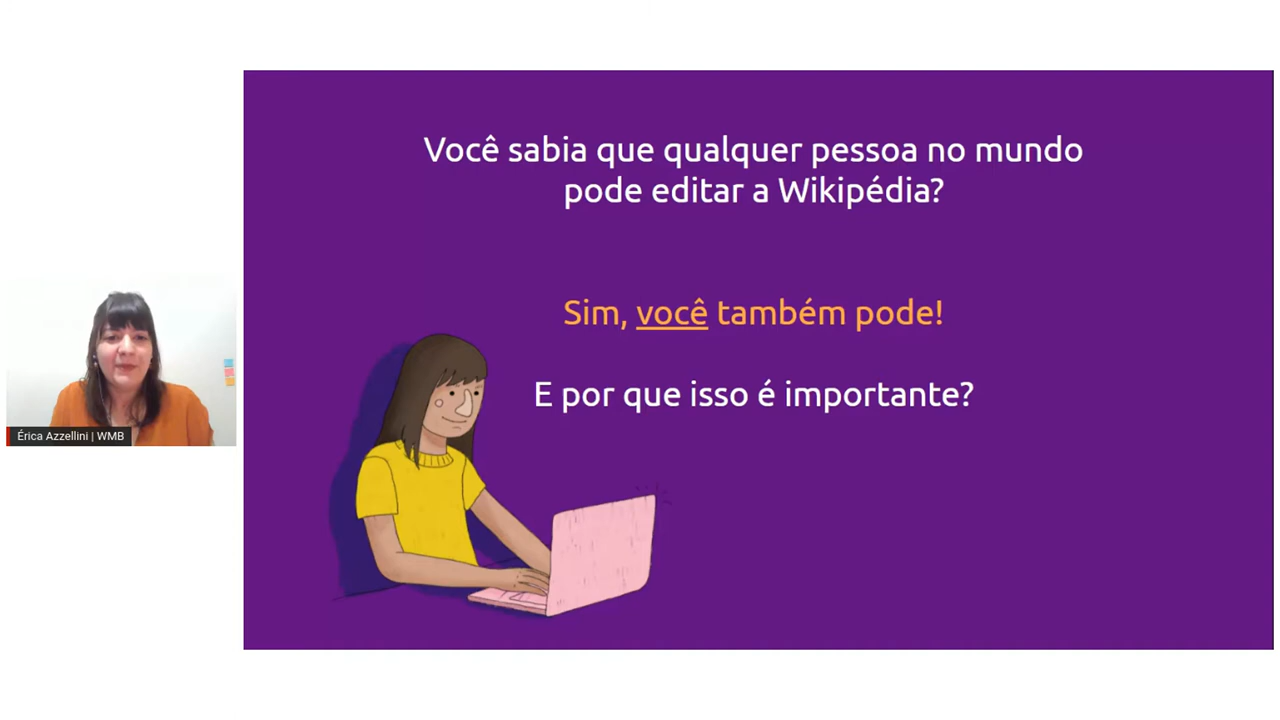 Você sabia que qualquer pessoa no mundo
pode editar a Wikipédia?
Sim, você também pode!
E por que isso é importante?
Érica Azzellini | WMB